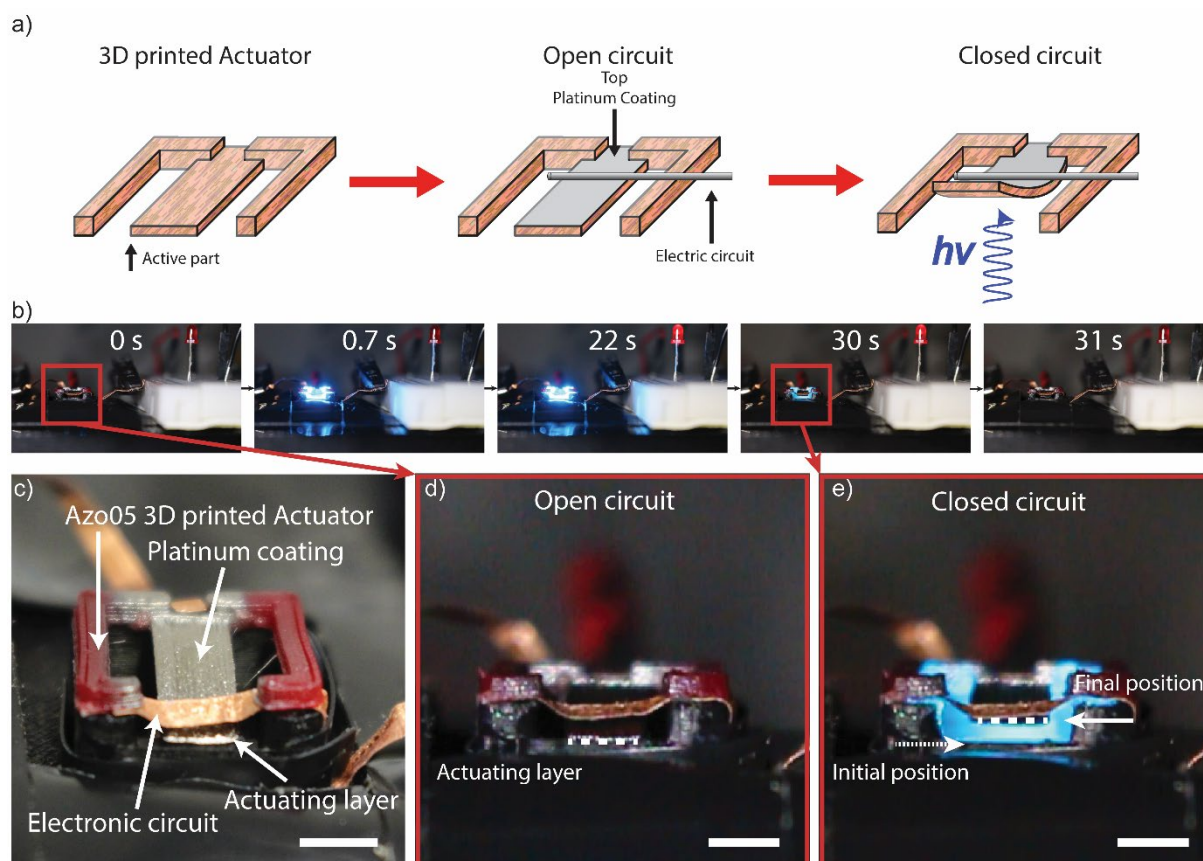 a)
3D printed Actuator
Open circuit
Closed circuit
Top
Platinum Coating
Active part
Electric circuit
hv
b)
0 s
0.7 s
22 s
30 s
31 s
c)
Azo05 3D printed Actuator
Platinum coating
Electronic circuit
Actuating layer
d)
Open circuit
Actuating layer
e)
Closed circuit
Final position
Initial position